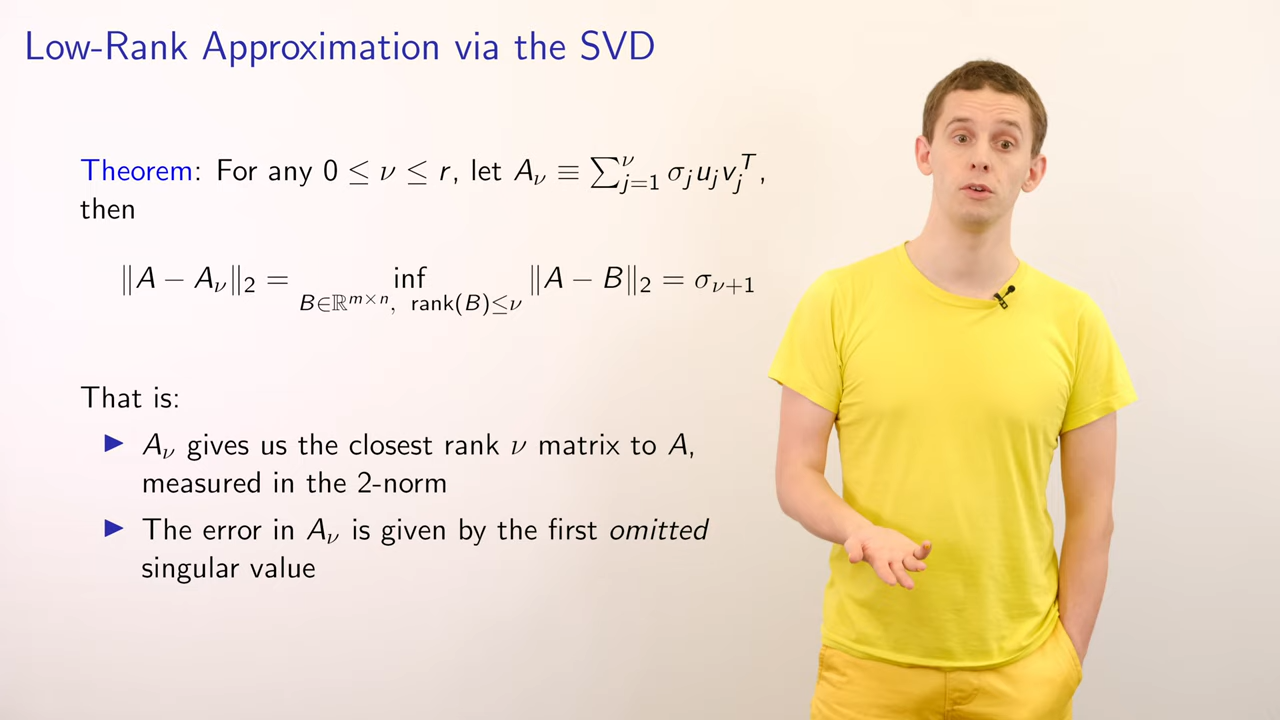 Low-Rank Approximation via the SVD
Theorem: For any 0 ≤ ν ≤ r, let A_ν ≡ ∑_{j=1}^{ν} σ_j u_j v_j^T,
then
‖A − A_ν‖_2 = inf_{B∈ℝ^{m×n}, rank(B)≤ν} ‖A − B‖_2 = σ_{ν+1}
That is:
▶ A_ν gives us the closest rank ν matrix to A,
measured in the 2-norm
▶ The error in A_ν is given by the first omitted
singular value